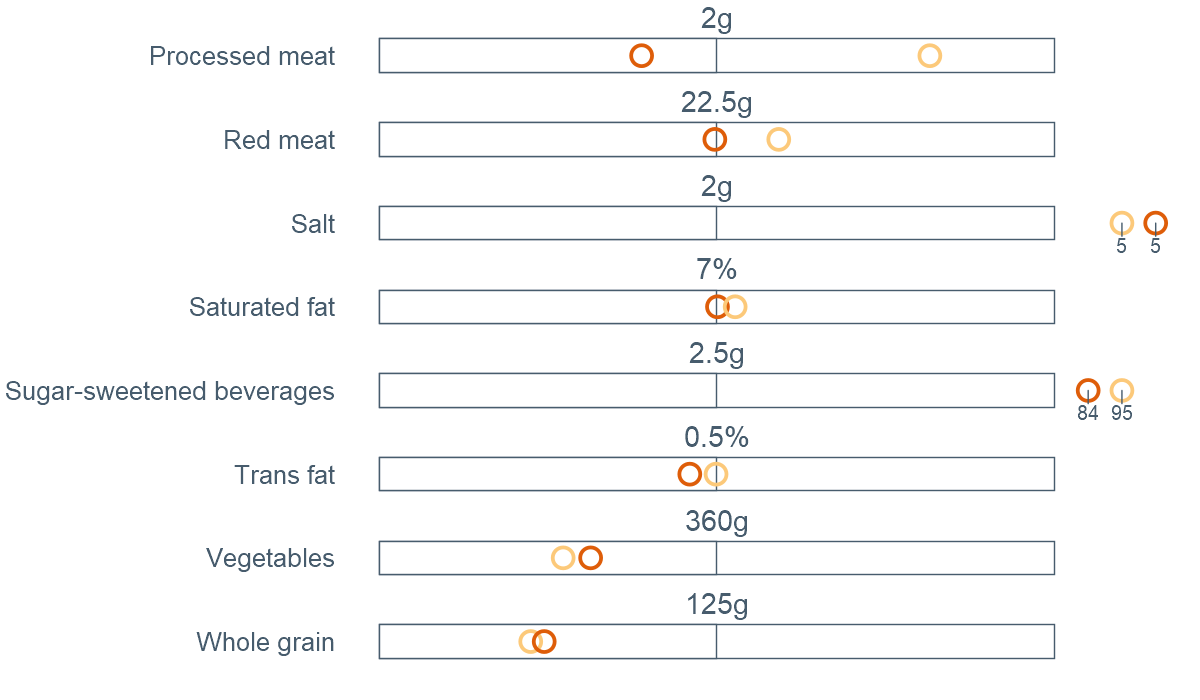 2g
Processed meat
22.5g
Red meat
2g
Salt
5 5
7%
Saturated fat
2.5g
Sugar-sweetened beverages
84 95
0.5%
Trans fat
360g
Vegetables
125g
Whole grain